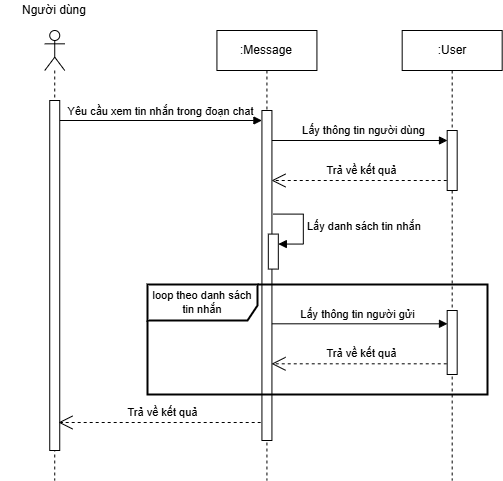 Người dùng
:Message
:User
Yêu cầu xem tin nhắn trong đoạn chat
Lấy thông tin người dùng
Trả về kết quả
Lấy danh sách tin nhắn
loop theo danh sách
tin nhắn
Lấy thông tin người gửi
Trả về kết quả
Trả về kết quả